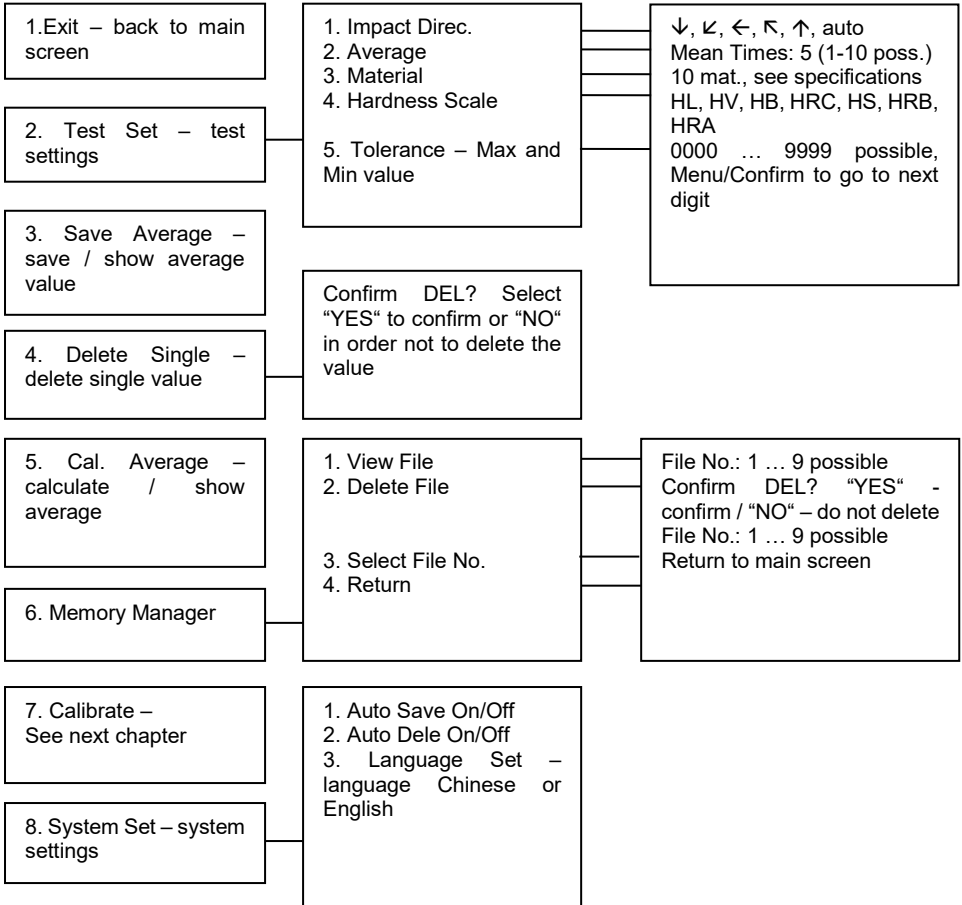 1.Exit – back to main
screen
2. Test Set – test
settings
1. Impact Direc.
2. Average
3. Material
4. Hardness Scale
5. Tolerance – Max and
Min value
↓, ↙, ←, ↖, ↑, auto
Mean Times: 5 (1-10 poss.)
10 mat., see specifications
HL, HV, HB, HRC, HS, HRB,
HRA
0000 … 9999 possible,
Menu/Confirm to go to next
digit
3. Save Average –
save / show average
value
4. Delete Single –
delete single value
Confirm DEL? Select
“YES“ to confirm or “NO“
in order not to delete the
value
5. Cal. Average –
calculate / show
average
6. Memory Manager
1. View File
2. Delete File
3. Select File No.
4. Return
File No.: 1 … 9 possible
Confirm DEL? “YES“ -
confirm / “NO“ – do not delete
File No.: 1 … 9 possible
Return to main screen
7. Calibrate –
See next chapter
8. System Set – system
settings
1. Auto Save On/Off
2. Auto Dele On/Off
3. Language Set –
language Chinese or
English